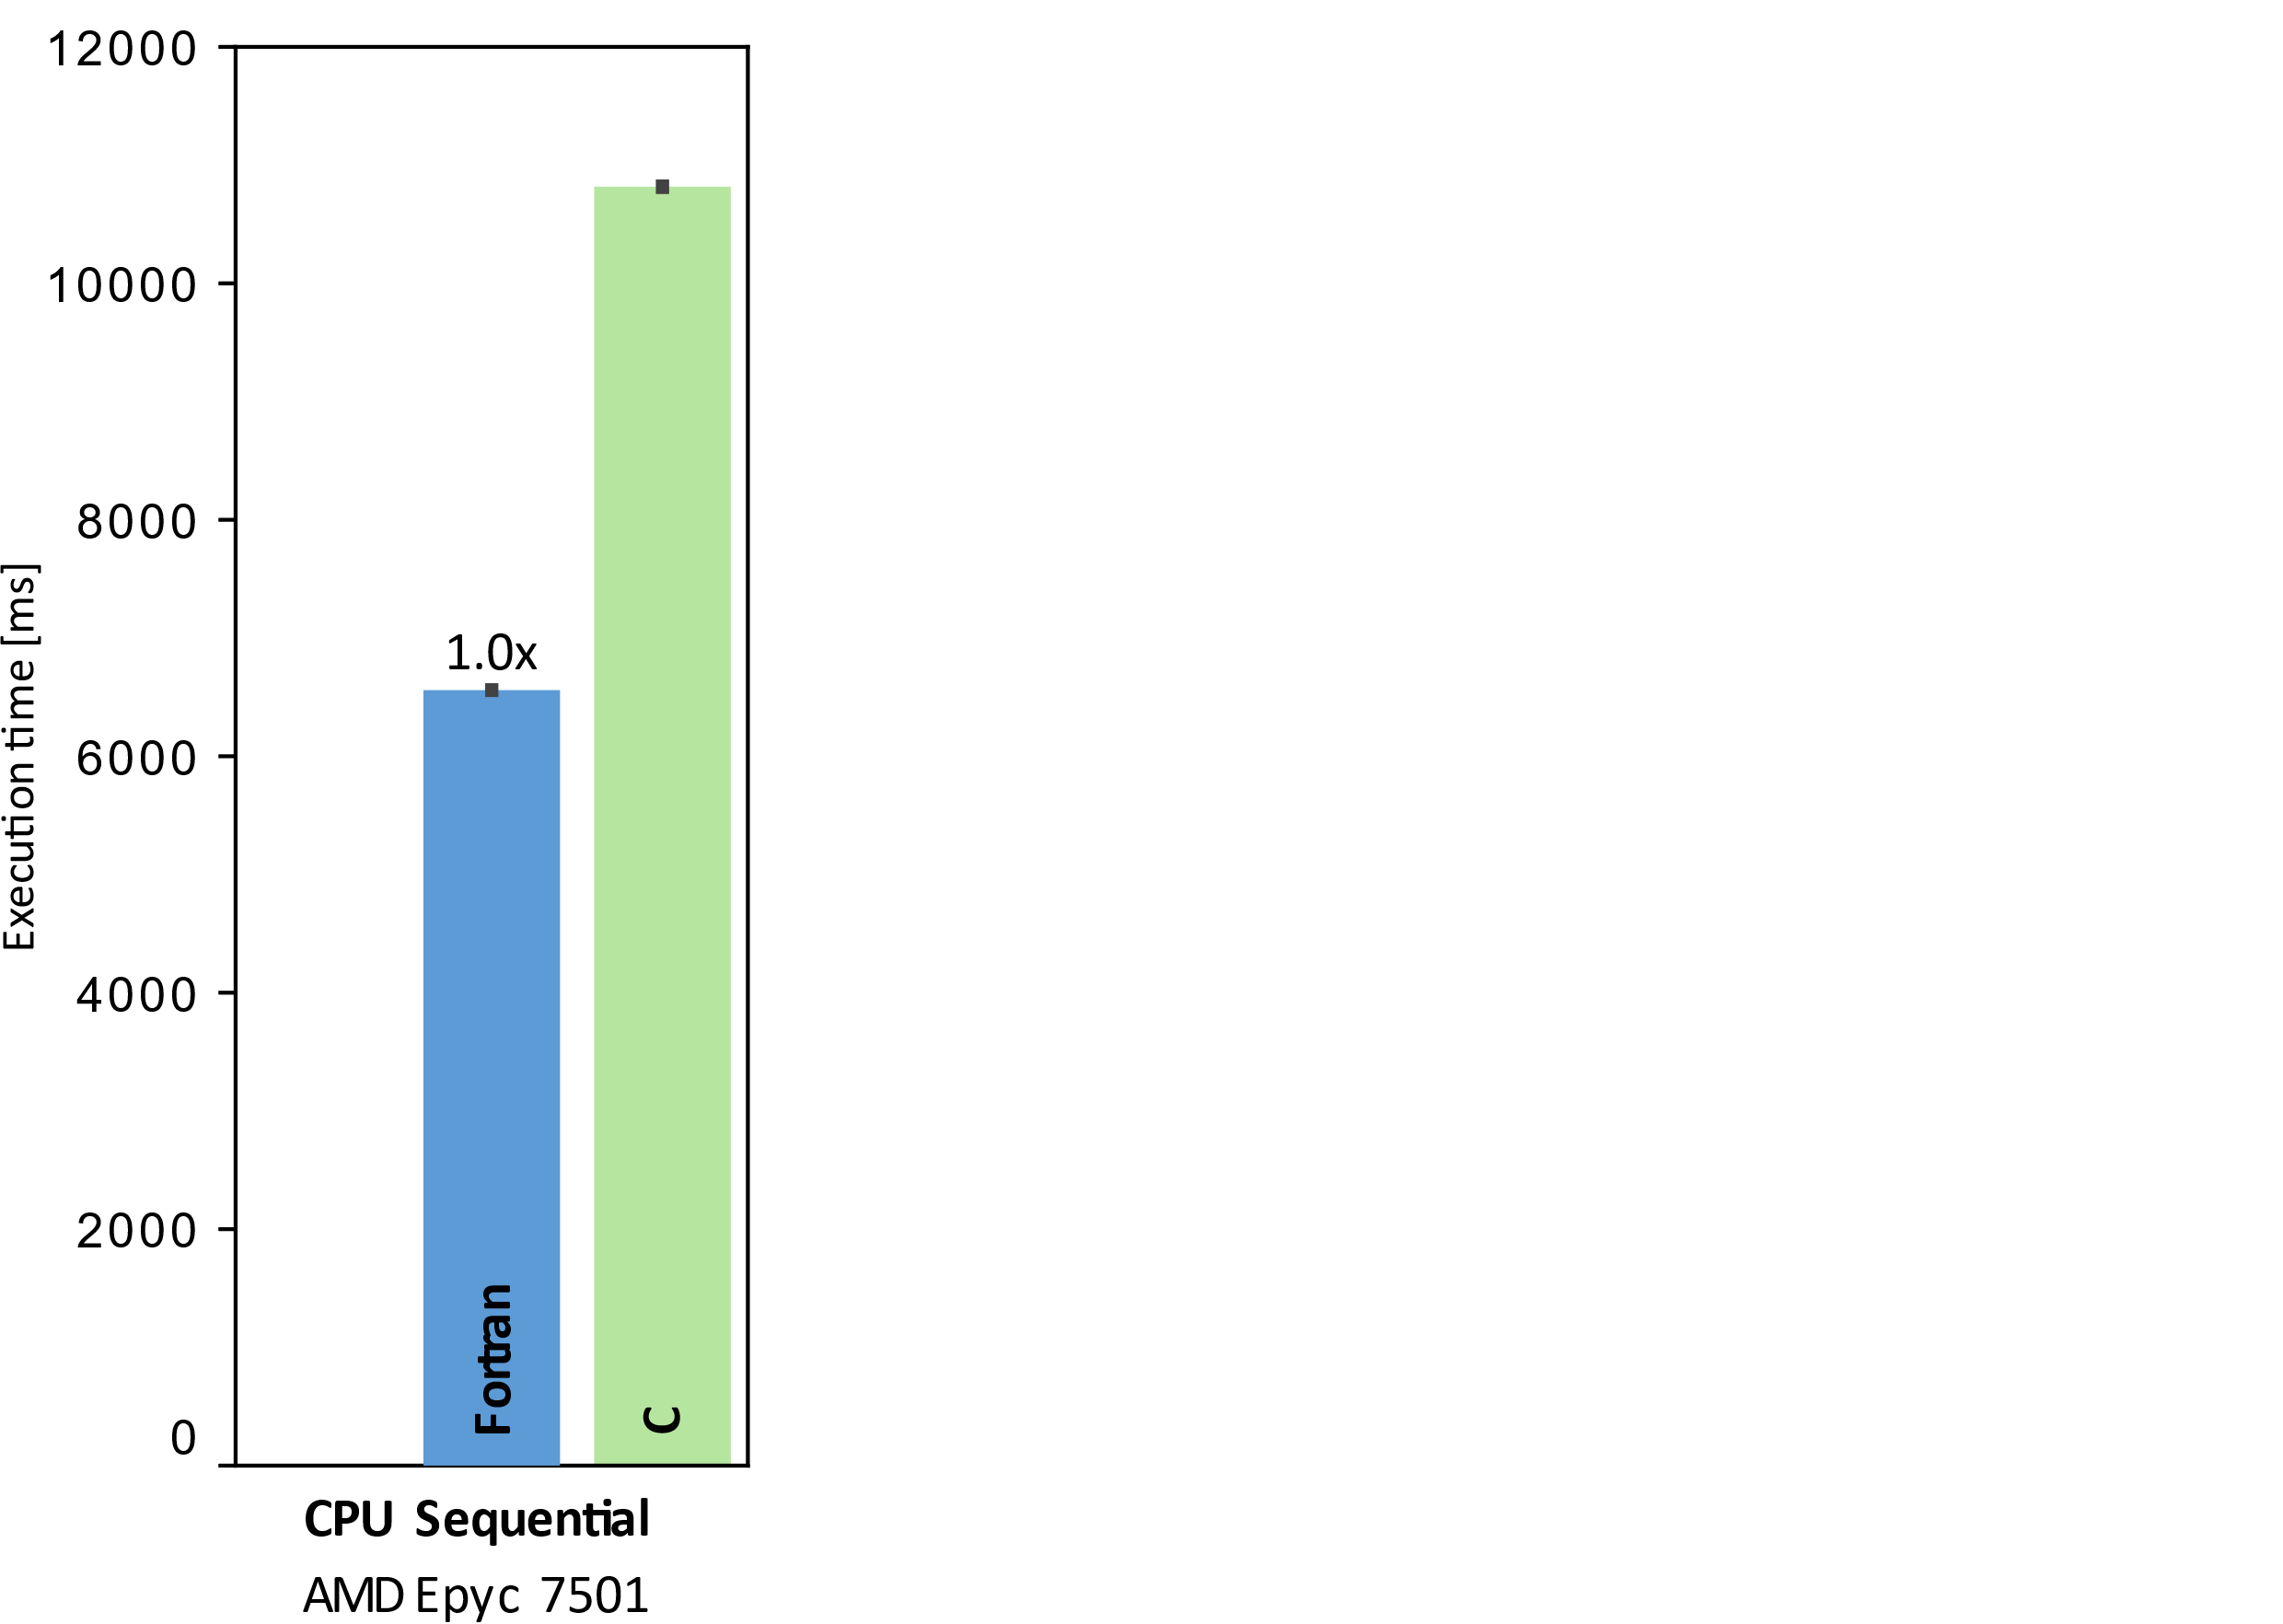 12000
10000
8000
6000
4000
2000
0
Execution time [ms]
1.0x
Fortran
C
CPU Sequential
AMD Epyc 7501